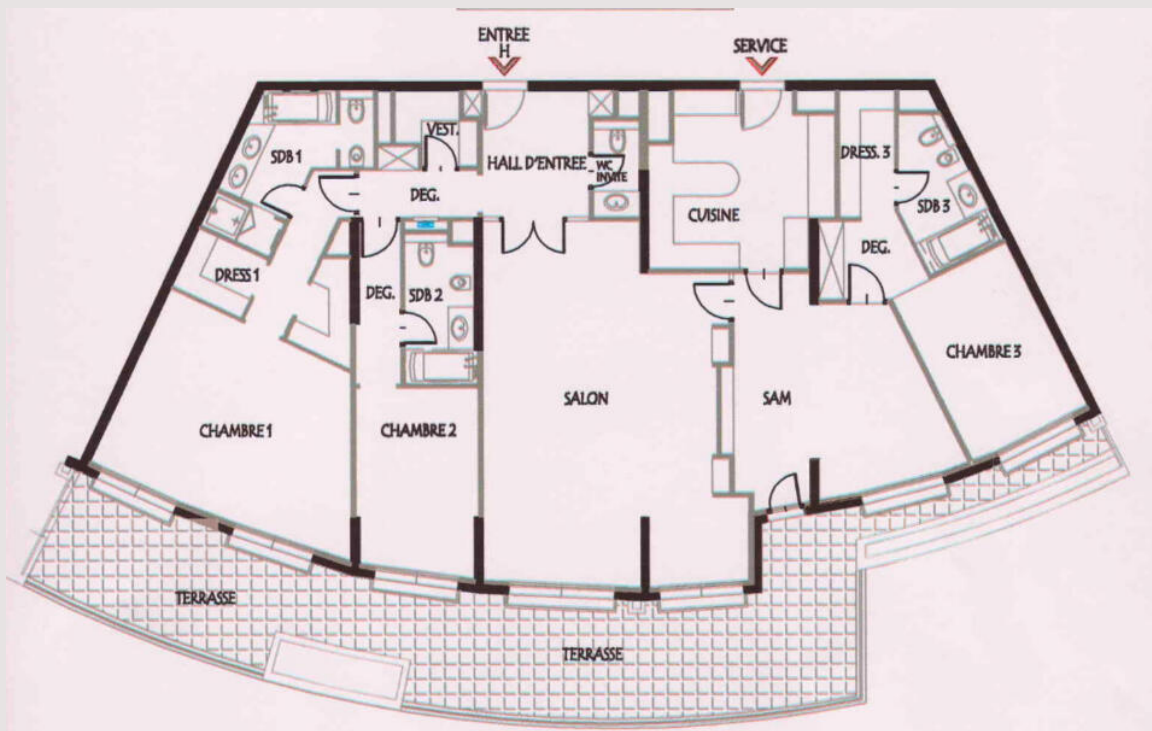 ENTREE
H
SERVICE
SDB 1
VEST.
HALL D'ENTREE
WC
INVITE
DRESS. 3
DEG.
CUISINE
SDB 3
DEG.
DRESS.1
DEG.
SDB 2
CHAMBRE 3
SALON
SAM
CHAMBRE 1
CHAMBRE 2
TERRASSE
TERRASSE